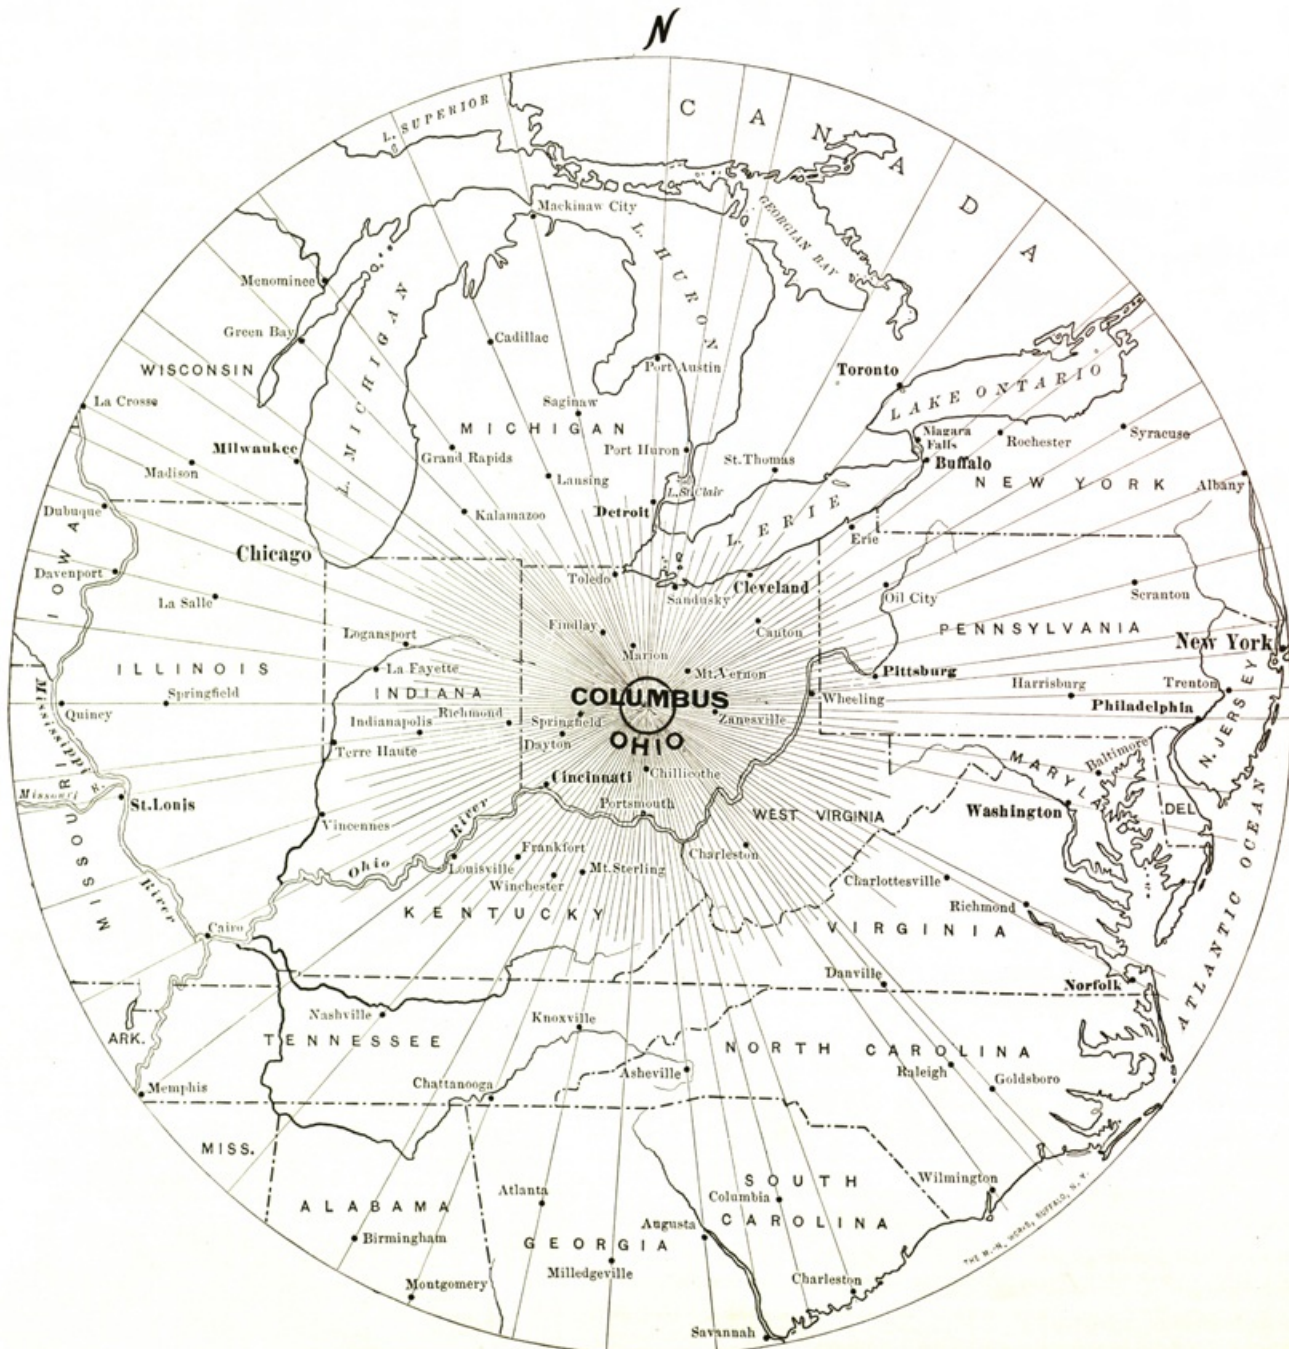 N
C A N A D A
L. SUPERIOR
Mackinaw City
L. HURON
GEORGIAN BAY
Menominee
Green Bay
L. MICHIGAN
Cadillac
Port Austin
WISCONSIN
Toronto
LAKE ONTARIO
La Crosse
Saginaw
MICHIGAN
Niagara
Falls
Rochester
Syracuse
Milwaukee
Madison
Grand Rapids
Port Huron
St. Thomas
Buffalo
NEW YORK
Albany
Lansing
L. St. Clair
Dubuque
Kalamazoo
Detroit
L. ERIE
Erie
Chicago
IOWA
Davenport
Toledo
Sandusky
Cleveland
La Salle
Oil City
Scranton
Findlay
Canton
PENNSYLVANIA
Logansport
Marion
New York
ILLINOIS
La Fayette
Mt. Vernon
Pittsburg
Springfield
INDIANA
COLUMBUS
OHIO
Wheeling
Harrisburg
Trenton
Quincy
Indianapolis
Richmond
Springfield
Zanesville
Philadelphia
N. JERSEY
Mississippi
River
Terre Haute
Dayton
Baltimore
MARYLAND
Missouri R.
Cincinnati
Chillicothe
St. Louis
Portsmouth
WEST VIRGINIA
Washington
DEL.
MISSOURI
Vincennes
Ohio River
Frankfort
Charleston
Louisville
Winchester
Mt. Sterling
Charlottesville
ATLANTIC OCEAN
KENTUCKY
Richmond
Cairo
VIRGINIA
Danville
Norfolk
Nashville
Knoxville
ARK.
TENNESSEE
NORTH CAROLINA
Asheville
Raleigh
Goldsboro
Memphis
Chattanooga
MISS.
Wilmington
ALABAMA
Atlanta
SOUTH
CAROLINA
Columbia
Birmingham
GEORGIA
Augusta
Milledgeville
Montgomery
Charleston
Savannah